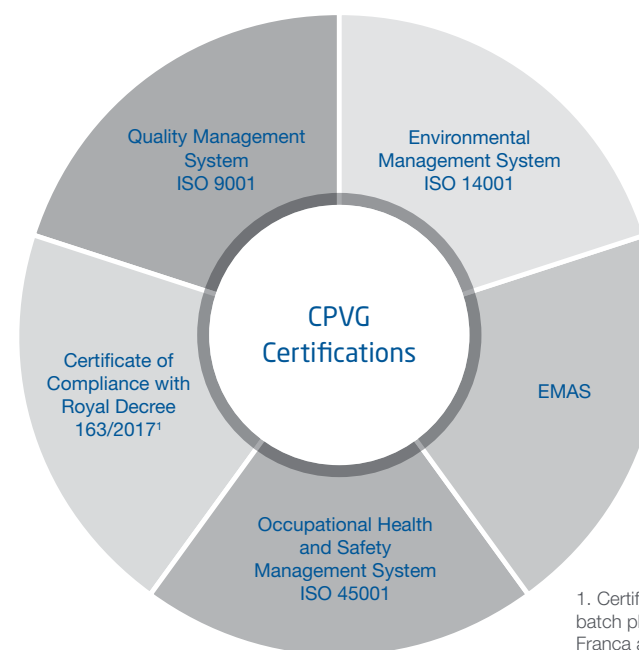 Quality Management
System
ISO 9001
Environmental
Management System
ISO 14001
CPVG
Certifications
Certificate of
Compliance with
Royal Decree
163/2017¹
EMAS
Occupational Health
and Safety
Management System
ISO 45001
1. Certif
batch pl
Franca a